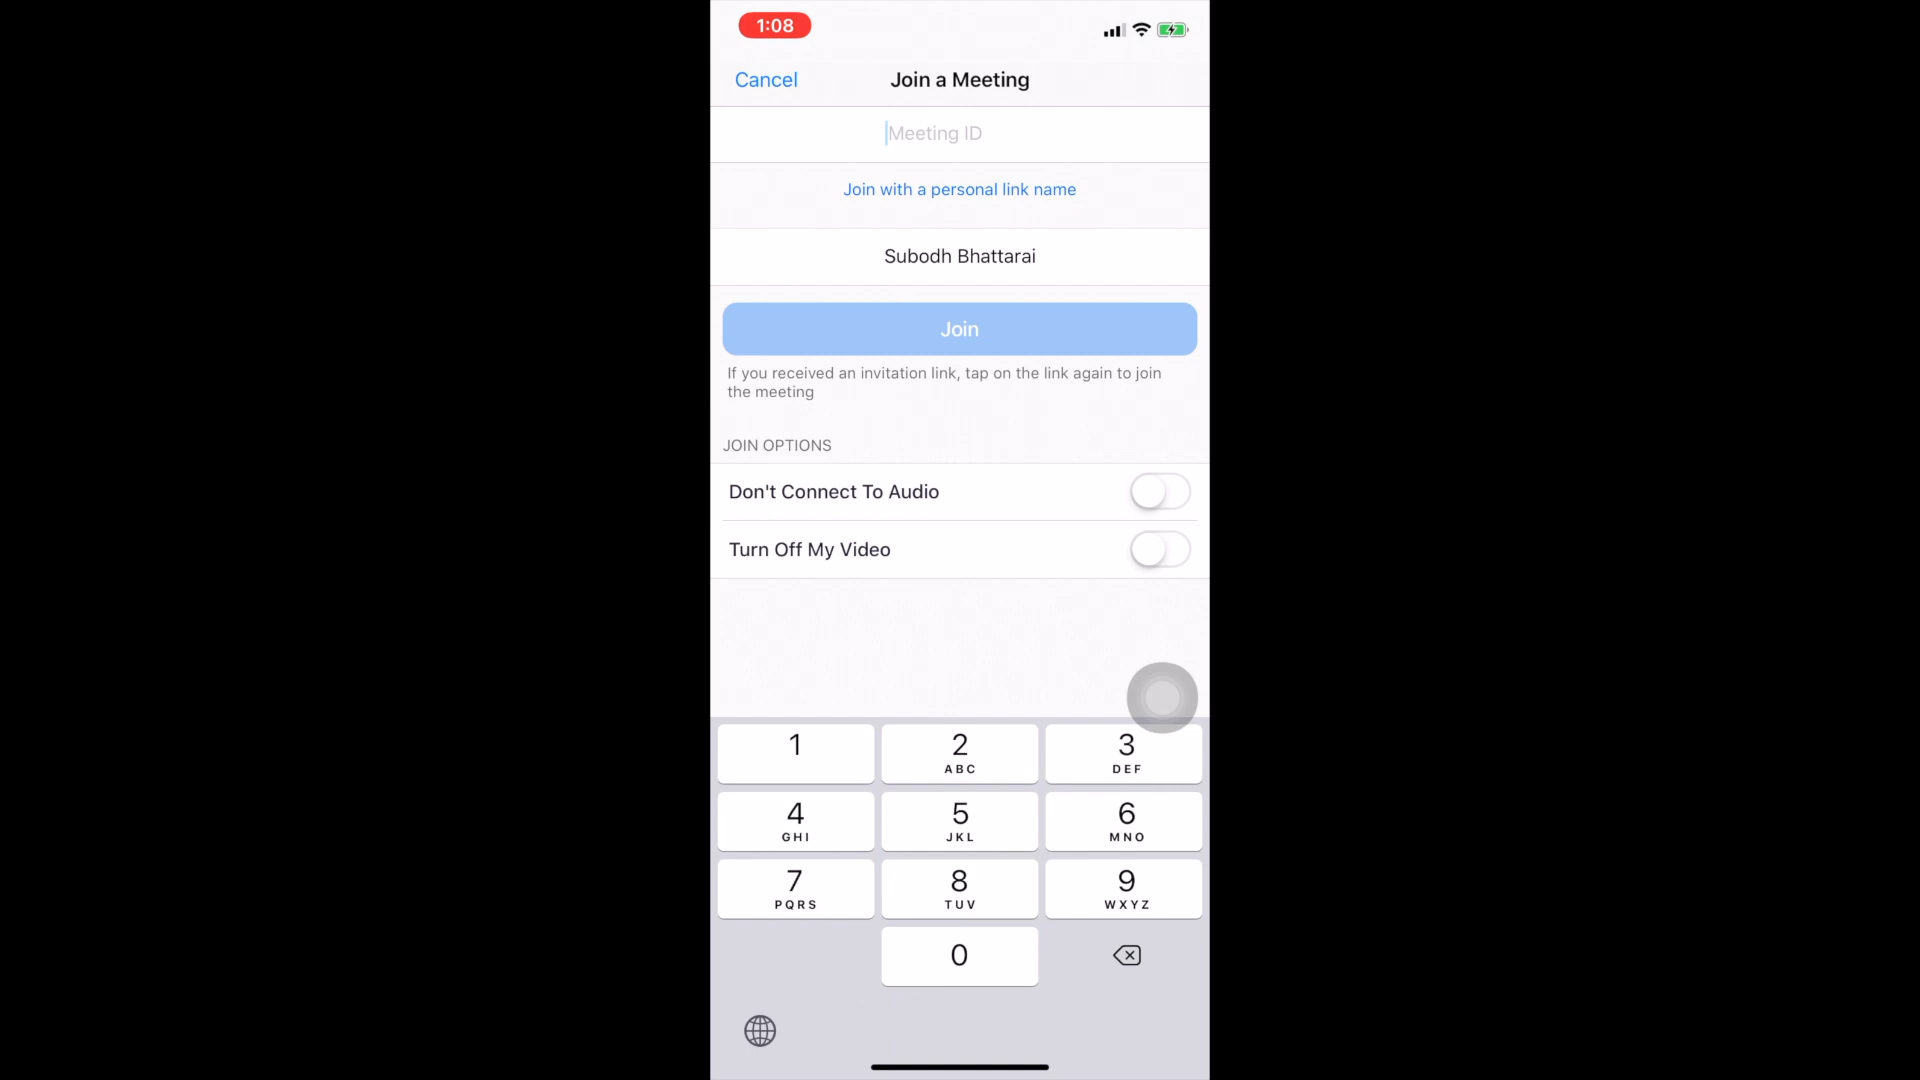 1:08
Cancel
Join a Meeting
Meeting ID
Join with a personal link name
Subodh Bhattarai
Join
If you received an invitation link, tap on the link again to join
the meeting
JOIN OPTIONS
Don't Connect To Audio
Turn Off My Video
1 2 3
ABC DEF
4 5 6
GHI JKL MNO
7 8 9
PQRS TUV WXYZ
0